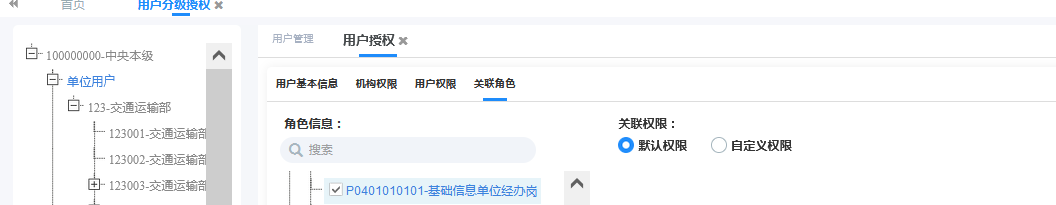 首页 用户分级授权
100000000-中央本级
单位用户
123-交通运输部
123001-交通运输部
123002-交通运输部
123003-交通运输部
用户管理 用户授权
用户基本信息 机构权限 用户权限 关联角色
角色信息：
搜索
P0401010101-基础信息单位经办岗
关联权限：
默认权限 自定义权限